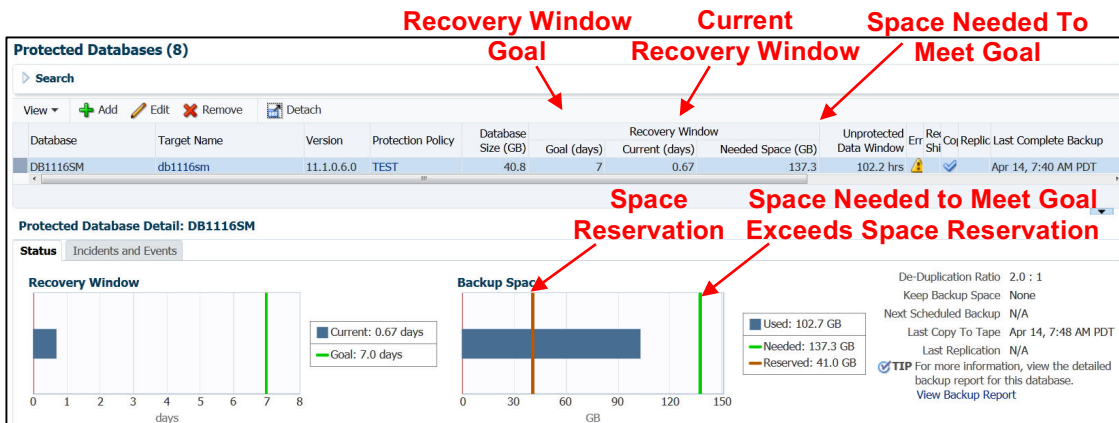 Recovery Window Goal
Current Recovery Window
Space Needed To Meet Goal
Protected Databases (8)
Search
View Add Edit Remove Detach
Database Target Name Version Protection Policy Database Size (GB) Recovery Window Goal (days) Current (days) Needed Space (GB) Unprotected Data Window Err Rec Shi Cop Replic Last Complete Backup
DB1116SM db1116sm 11.1.0.6.0 TEST 40.8 7 0.67 137.3 102.2 hrs Apr 14, 7:40 AM PDT
Space Reservation
Space Needed to Meet Goal Exceeds Space Reservation
Protected Database Detail: DB1116SM
Status Incidents and Events
Recovery Window
Current: 0.67 days
Goal: 7.0 days
0 1 2 3 4 5 6 7 8
days
Backup Space
Used: 102.7 GB
Needed: 137.3 GB
Reserved: 41.0 GB
0 30 60 90 120 150
GB
De-Duplication Ratio 2.0 : 1
Keep Backup Space None
Next Scheduled Backup N/A
Last Copy To Tape Apr 14, 7:48 AM PDT
Last Replication N/A
TIP For more information, view the detailed
backup report for this database.
View Backup Report